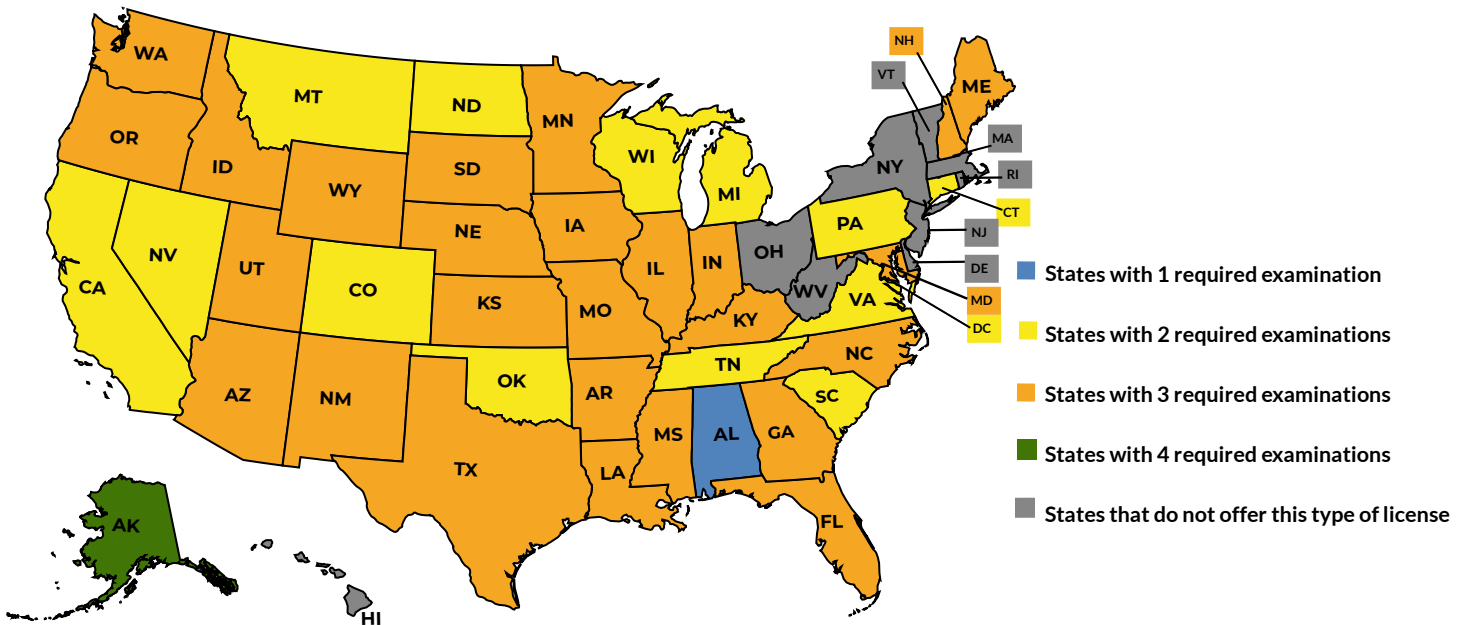 WA
MT
ND
MN
OR
ID
WY
SD
WI
MI
NH
VT
ME
MA
NY
RI
CT
NV
UT
CO
NE
IA
PA
NJ
CA
KS
IL
IN
OH
DE
WV
VA
MD
DC
MO
KY
AZ
NM
OK
AR
TN
NC
SC
TX
LA
MS
AL
GA
FL
AK
HI
States with 1 required examination
States with 2 required examinations
States with 3 required examinations
States with 4 required examinations
States that do not offer this type of license